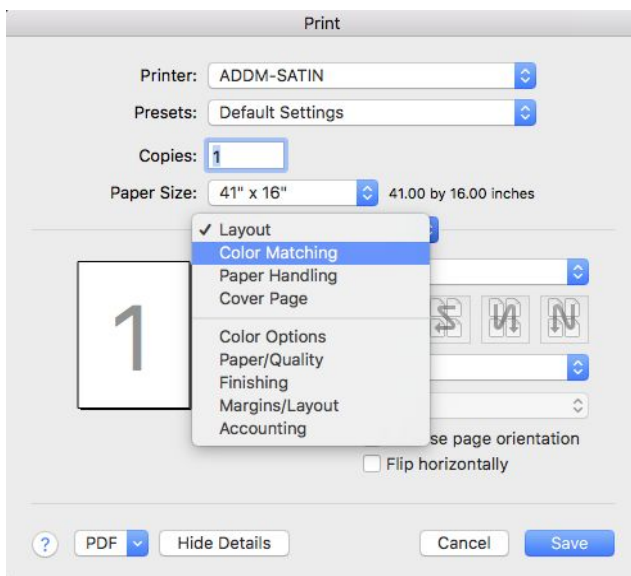 Print
Printer: ADDM-SATIN
Presets: Default Settings
Copies: 1
Paper Size: 41" x 16" 41.00 by 16.00 inches
✓ Layout
Color Matching
Paper Handling
Cover Page
Color Options
Paper/Quality
Finishing
Margins/Layout
Accounting
1
se page orientation
Flip horizontally
? PDF Hide Details Cancel Save